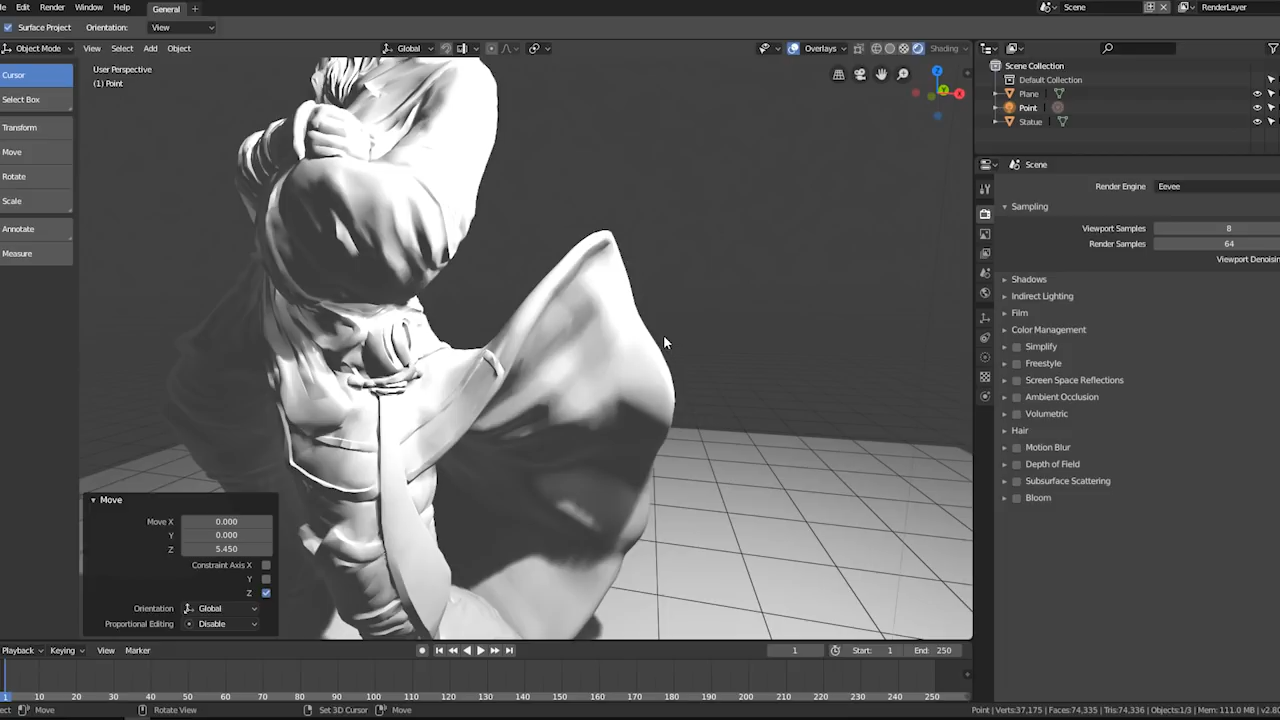 Edit Render Window Help General + Scene RenderLayer
Surface Project Orientation: View
Object Mode View Select Add Object Global Overlays Shading
User Perspective
(1) Point
Cursor
Select Box
Transform
Move
Rotate
Scale
Annotate
Measure
Z
Y
X
Move
Move X 0.000
Y 0.000
Z 5.450
Constraint Axis X
Y
Z
Orientation Global
Proportional Editing Disable
Scene Collection
Default Collection
Plane
Point
Statue
Scene
Render Engine Eevee
Sampling
Viewport Samples 8
Render Samples 64
Viewport Denoisin
Shadows
Indirect Lighting
Film
Color Management
Simplify
Freestyle
Screen Space Reflections
Ambient Occlusion
Volumetric
Hair
Motion Blur
Depth of Field
Subsurface Scattering
Bloom
Playback Keying View Marker 1 Start: 1 End: 250
1 10 20 30 40 50 60 70 80 90 100 110 120 130 140 150 160 170 180 190 200 210 220 230 240 250
ect Move Rotate View Set 3D Cursor Move Point | Verts:37,175 | Faces:74,335 | Tris:74,336 | Objects:1/3 | Mem: 111.0 MB | v2.80